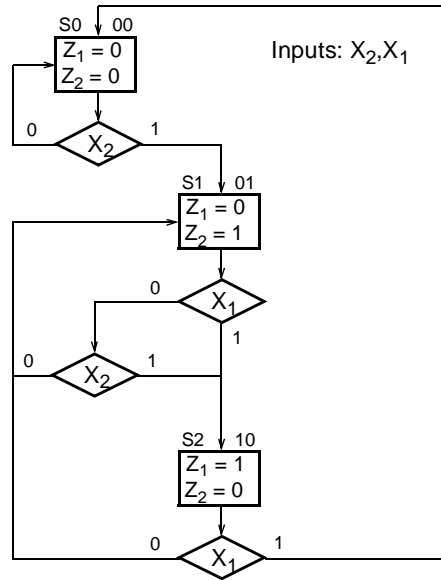 S0 00
Z1 = 0
Z2 = 0
Inputs: X2,X1
0 X2 1
S1 01
Z1 = 0
Z2 = 1
0 X1
1
0 X2 1
S2 10
Z1 = 1
Z2 = 0
0 X1 1